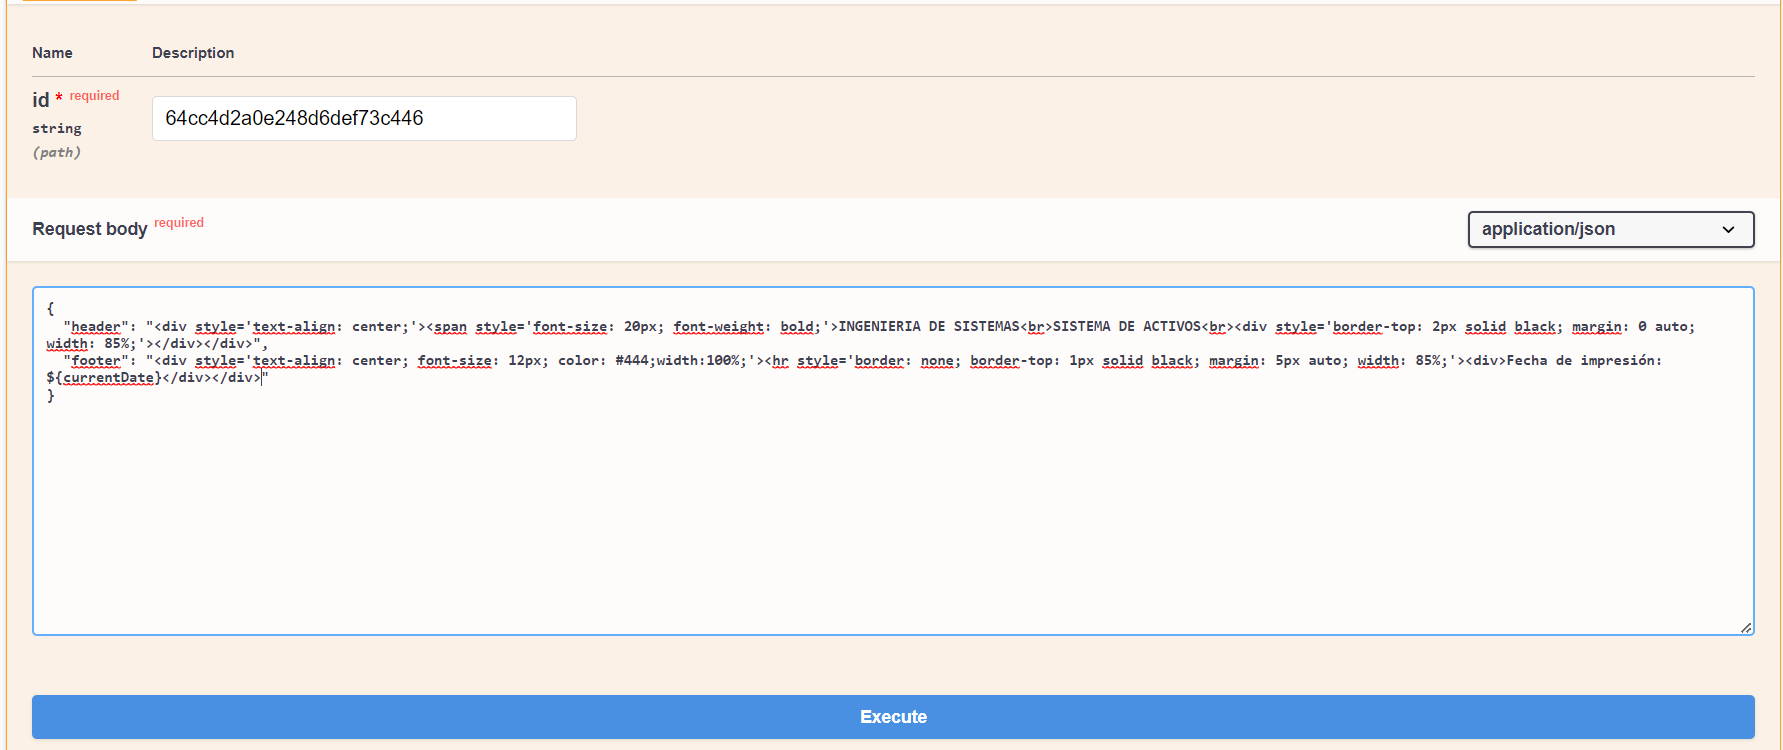 Name Description
id * required
string
(path)
64cc4d2a0e248d6def73c446
Request body required
application/json
{
  "header": "<div style='text-align: center;'><span style='font-size: 20px; font-weight: bold;'>INGENIERIA DE SISTEMAS<br>SISTEMA DE ACTIVOS<br><div style='border-top: 2px solid black; margin: 0 auto;
width: 85%;'></div></div>",
  "footer": "<div style='text-align: center; font-size: 12px; color: #444;width:100%;'><hr style='border: none; border-top: 1px solid black; margin: 5px auto; width: 85%;'><div>Fecha de impresión:
${currentDate}</div></div>"
}
Execute